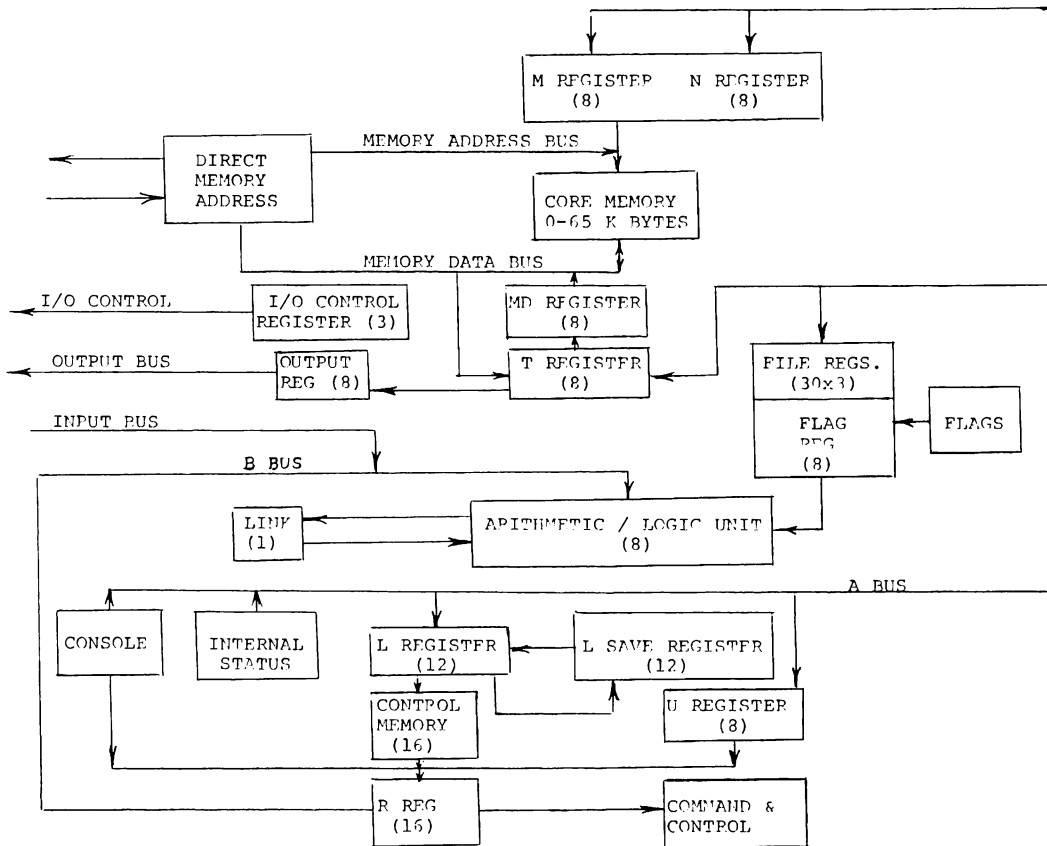 M REGISTER N REGISTER
(8) (8)
MEMORY ADDRESS BUS
DIRECT
MEMORY
ADDRESS
CORE MEMORY
0-65 K BYTES
MEMORY DATA BUS
I/O CONTROL
I/O CONTROL
REGISTER (3)
MD REGISTER
(8)
OUTPUT BUS
OUTPUT
REG (8)
T REGISTER
(8)
FILE REGS.
(30x3)
FLAG
REG
(8)
FLAGS
INPUT BUS
B BUS
LINK
(1)
ARITHMETIC / LOGIC UNIT
(8)
A BUS
CONSOLE
INTERNAL
STATUS
L REGISTER
(12)
L SAVE REGISTER
(12)
CONTROL
MEMORY
(16)
U REGISTER
(8)
R REG
(16)
COMMAND &
CONTROL